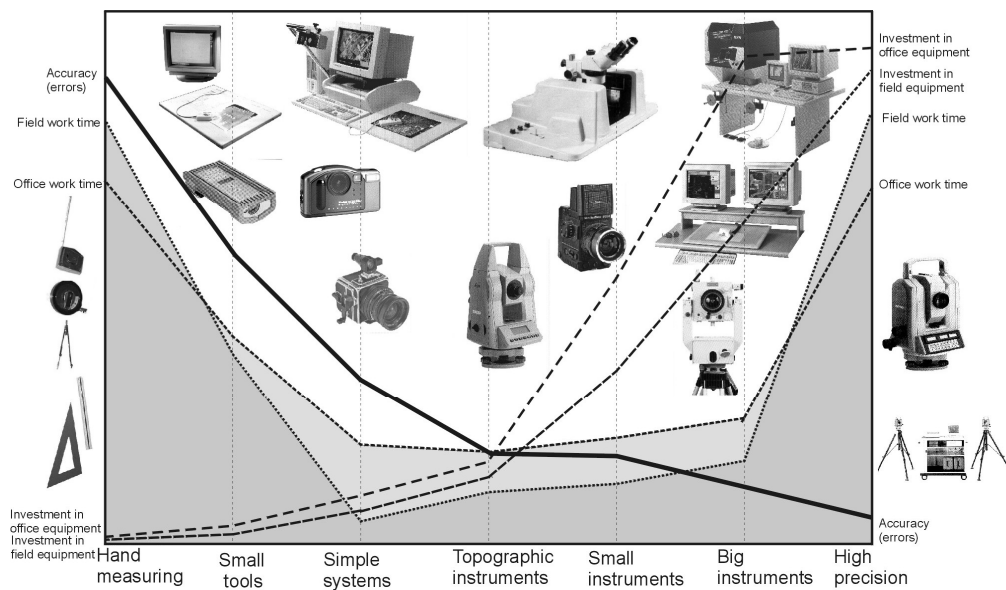 Accuracy
(errors)
Field work time
Office work time
Investment in
office equipment
Investment in
field equipment
Investment in
office equipment
Investment in
field equipment
Field work time
Office work time
Accuracy
(errors)
Hand
measuring
Small
tools
Simple
systems
Topographic
instruments
Small
instruments
Big
instruments
High
precision